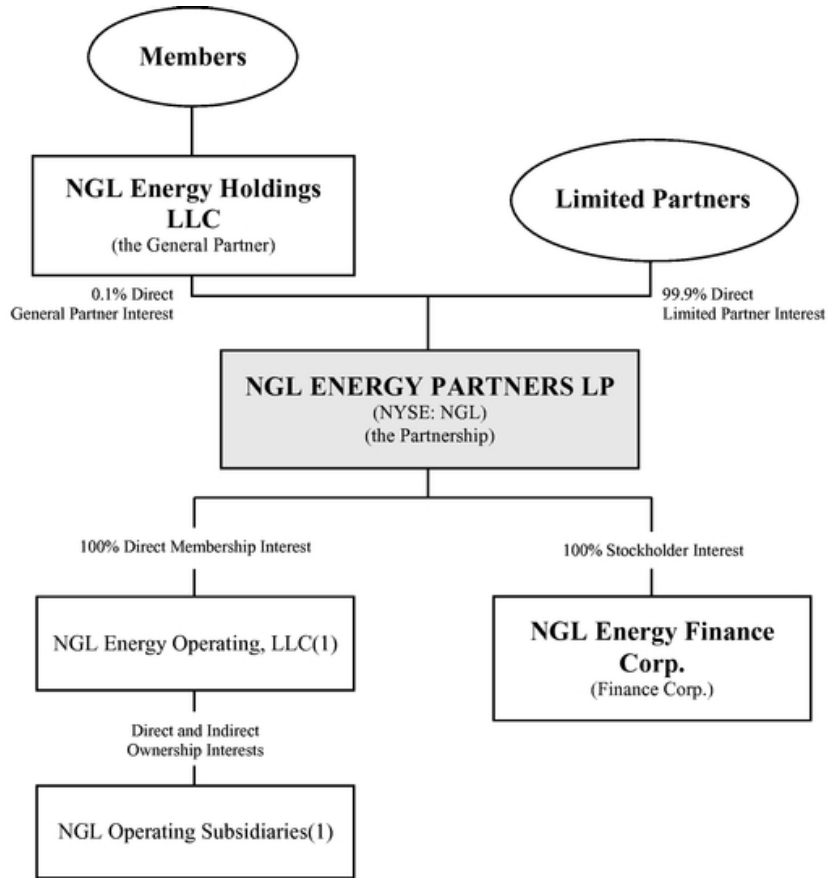 Members
NGL Energy Holdings
LLC
(the General Partner)
Limited Partners
0.1% Direct
General Partner Interest
99.9% Direct
Limited Partner Interest
NGL ENERGY PARTNERS LP
(NYSE: NGL)
(the Partnership)
100% Direct Membership Interest
100% Stockholder Interest
NGL Energy Operating, LLC(1)
NGL Energy Finance
Corp.
(Finance Corp.)
Direct and Indirect
Ownership Interests
NGL Operating Subsidiaries(1)